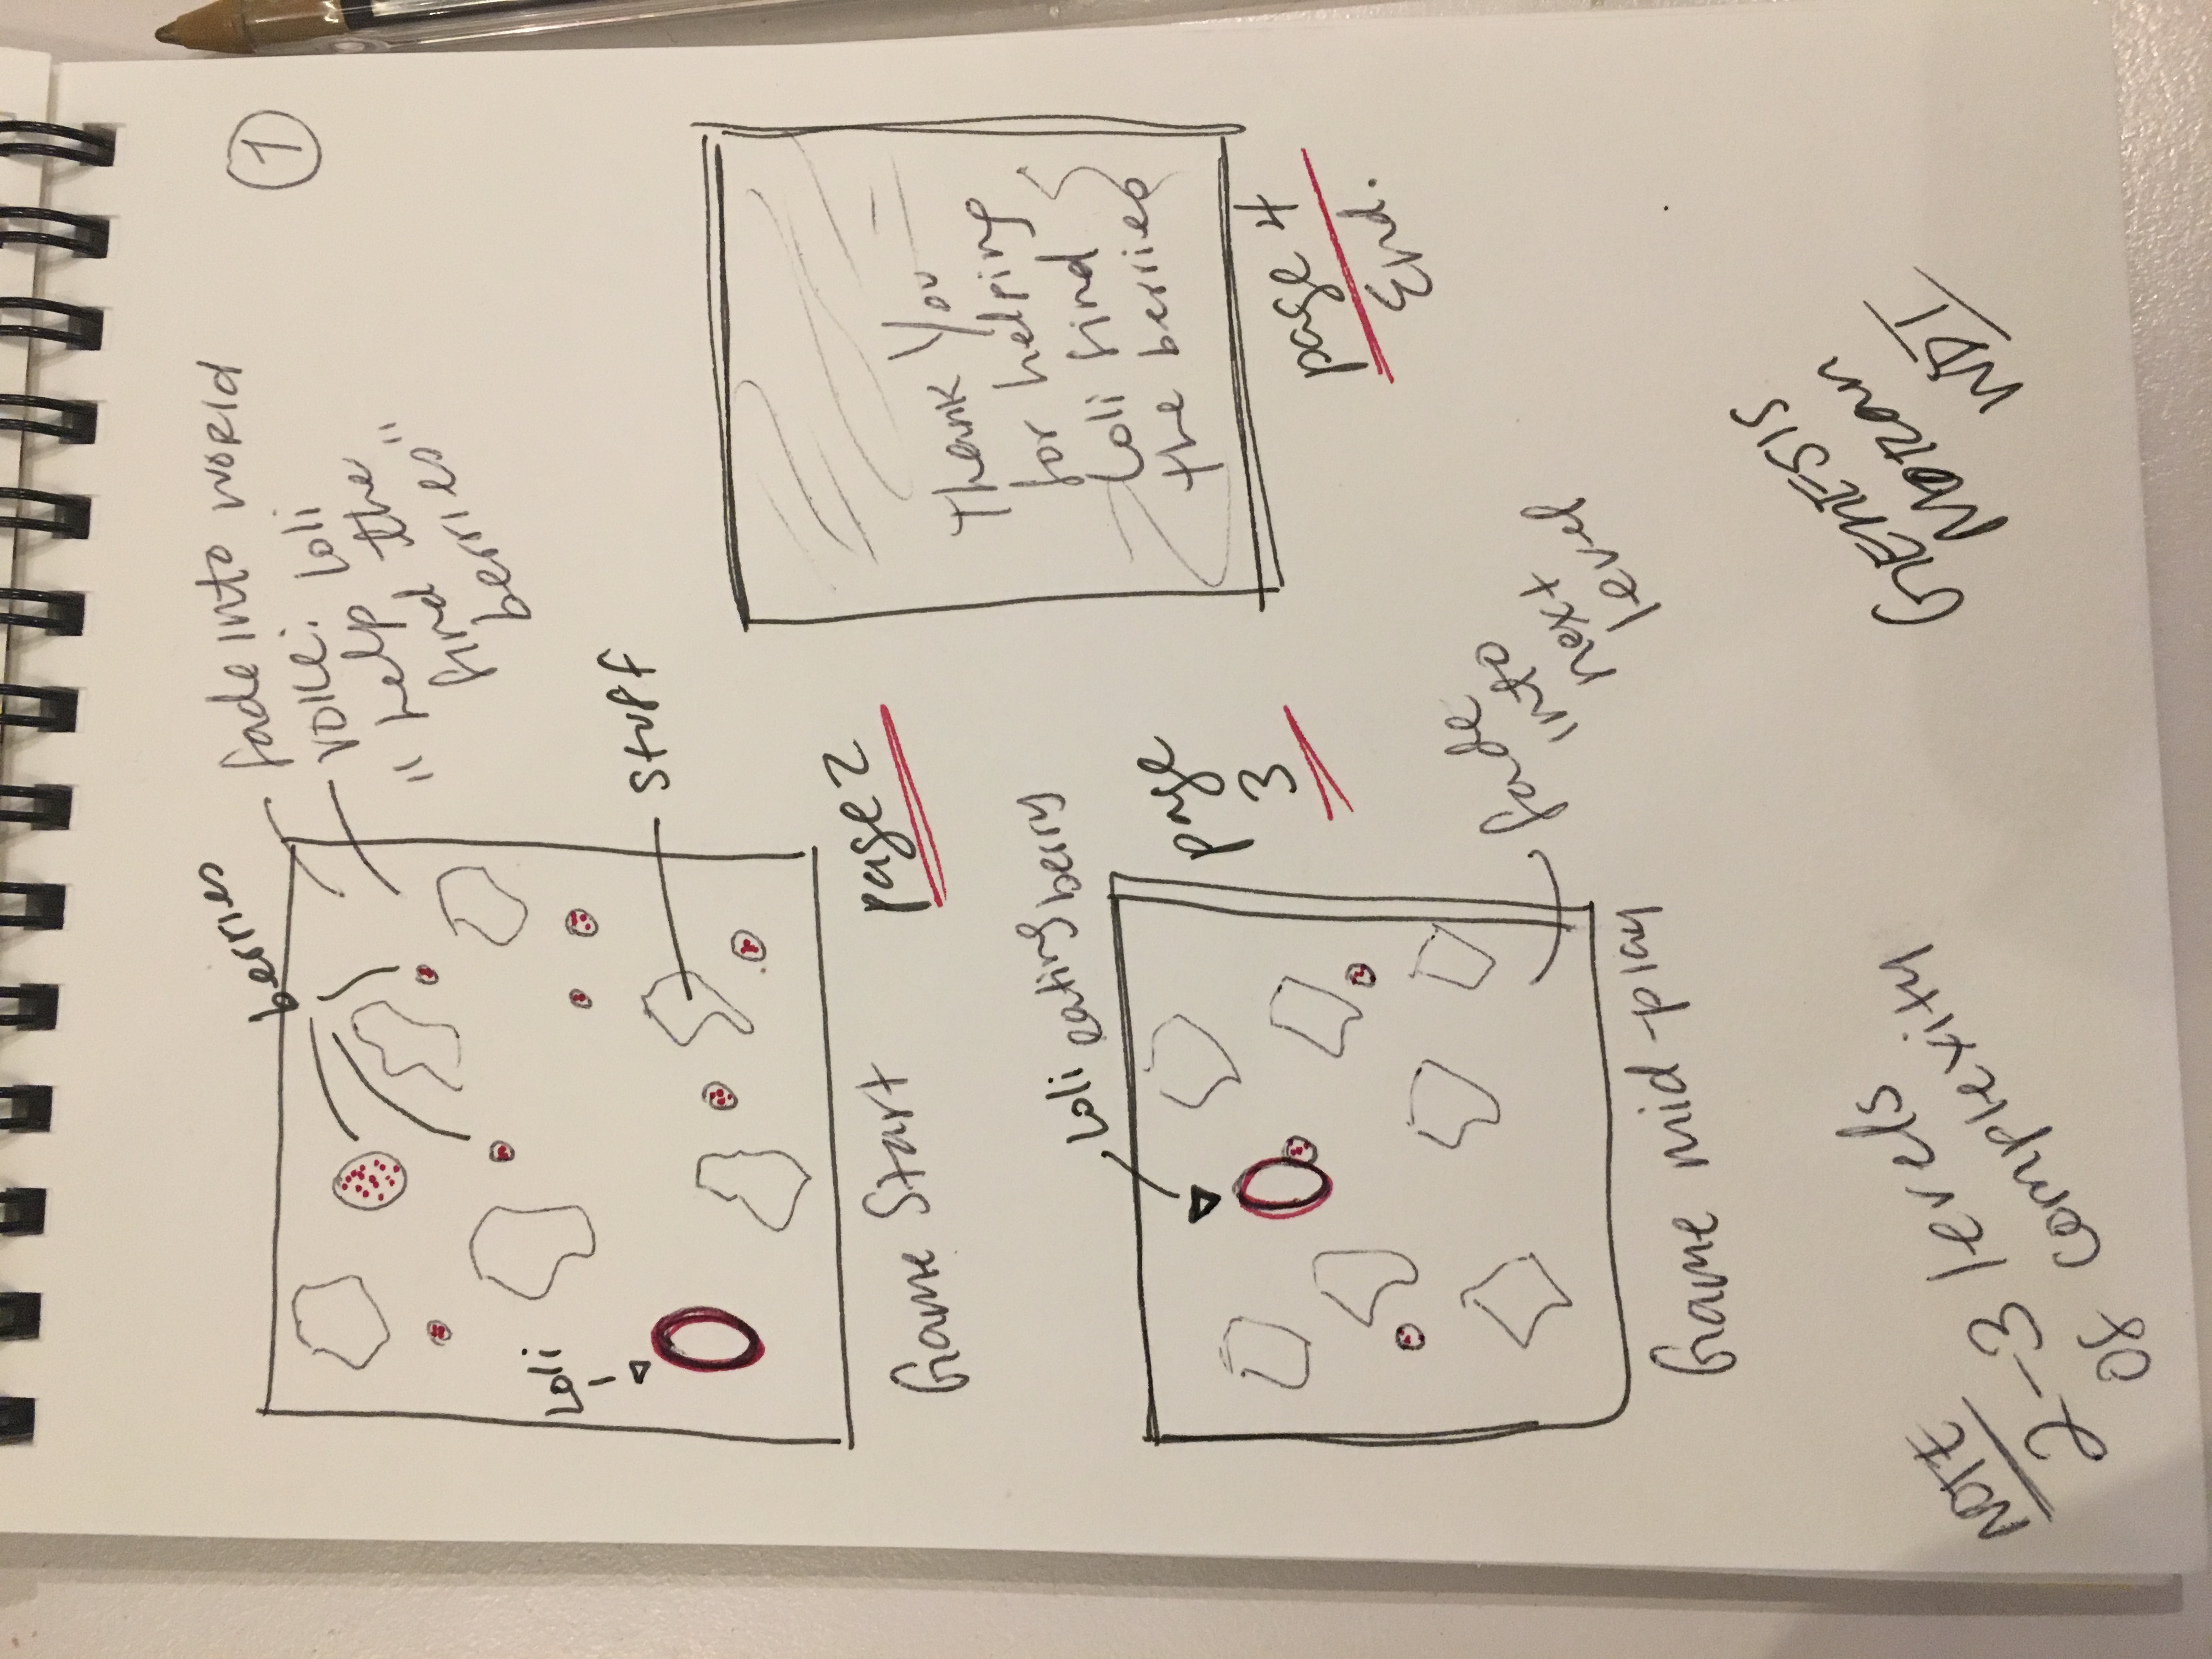 1
berries
fade into world
voice:
"help Loli
find the
berries"
Loli
stuff
Game Start
page 2
Loli eating berry
page
3
fade
into
next
level
Game mid-play
Thank You
for helping
Loli find
the berries
page 4
End.
NOTE
2-3 levels
of complexity
GENESIS
Moran
WDT